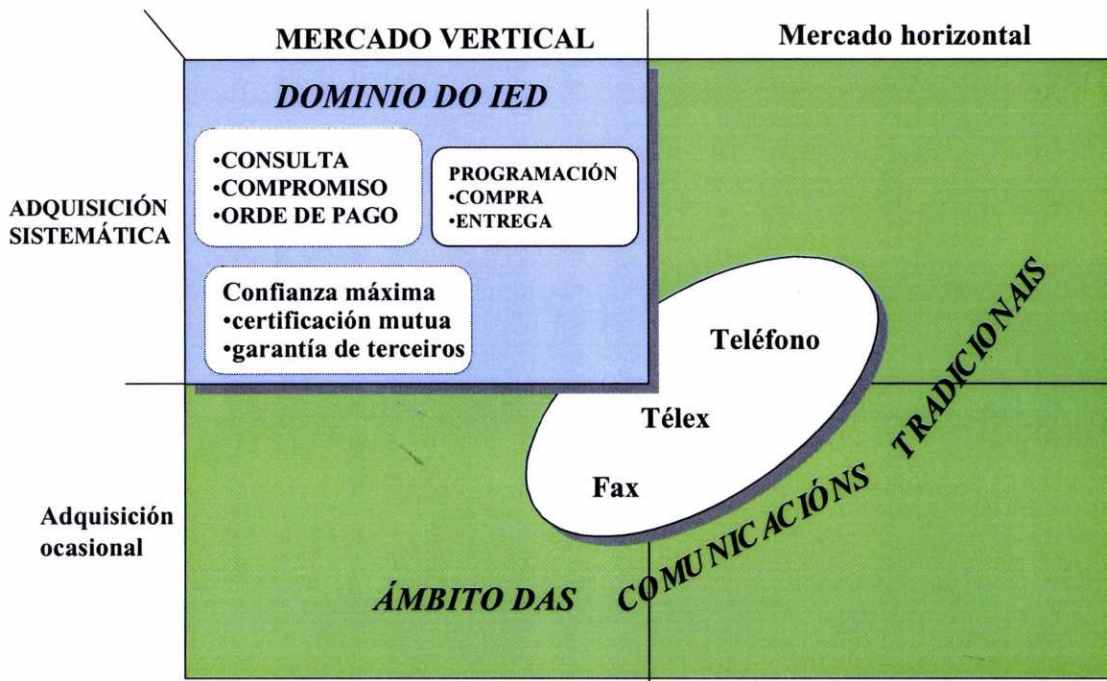 MERCADO VERTICAL
Mercado horizontal
DOMINIO DO IED
•CONSULTA
•COMPROMISO
•ORDE DE PAGO
PROGRAMACIÓN
•COMPRA
•ENTREGA
ADQUISICIÓN
SISTEMÁTICA
Confianza máxima
•certificación mutua
•garantía de terceiros
Teléfono
Télex
Fax
Adquisición
ocasional
ÁMBITO DAS COMUNICACIÓNS TRADICIONAIS